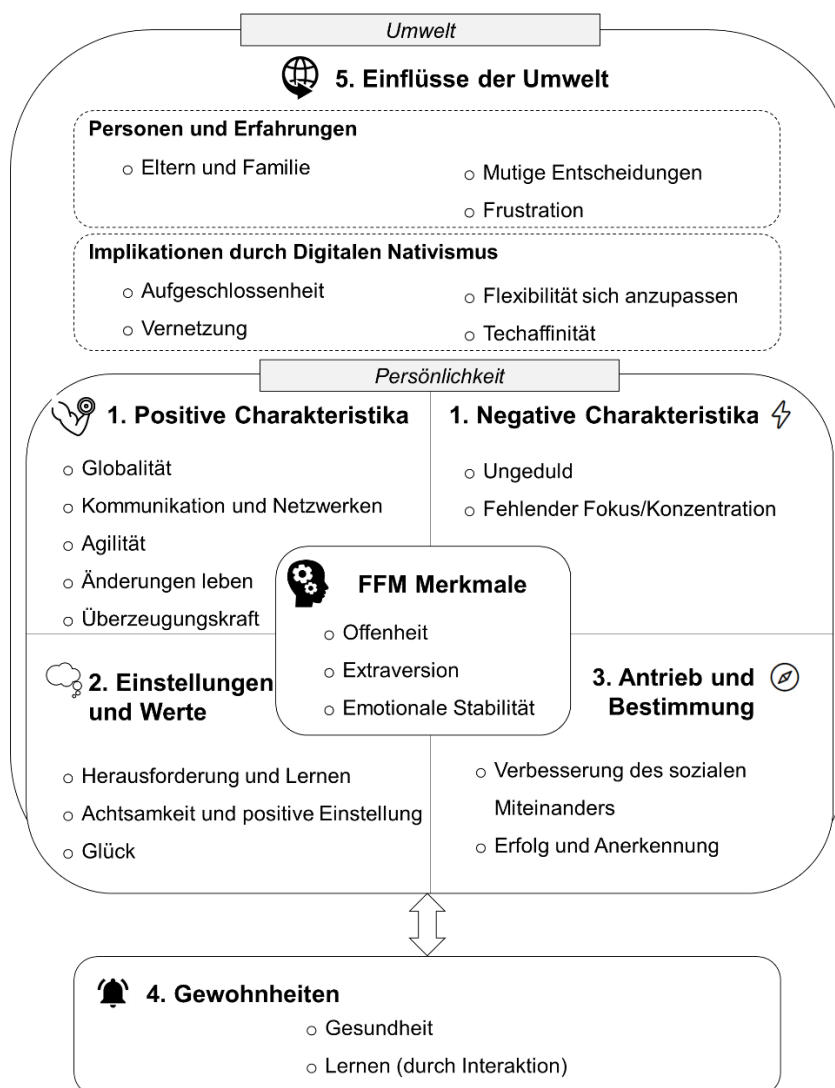 Umwelt
5. Einflüsse der Umwelt
Personen und Erfahrungen
o Eltern und Familie
o Mutige Entscheidungen
o Frustration
Implikationen durch Digitalen Nativismus
o Aufgeschlossenheit
o Vernetzung
o Flexibilität sich anzupassen
o Techaffinität
Persönlichkeit
1. Positive Charakteristika
o Globalität
o Kommunikation und Netzwerken
o Agilität
o Änderungen leben
o Überzeugungskraft
1. Negative Charakteristika
o Ungeduld
o Fehlender Fokus/Konzentration
FFM Merkmale
o Offenheit
o Extraversion
o Emotionale Stabilität
2. Einstellungen
und Werte
o Herausforderung und Lernen
o Achtsamkeit und positive Einstellung
o Glück
3. Antrieb und
Bestimmung
o Verbesserung des sozialen
Miteinanders
o Erfolg und Anerkennung
4. Gewohnheiten
o Gesundheit
o Lernen (durch Interaktion)